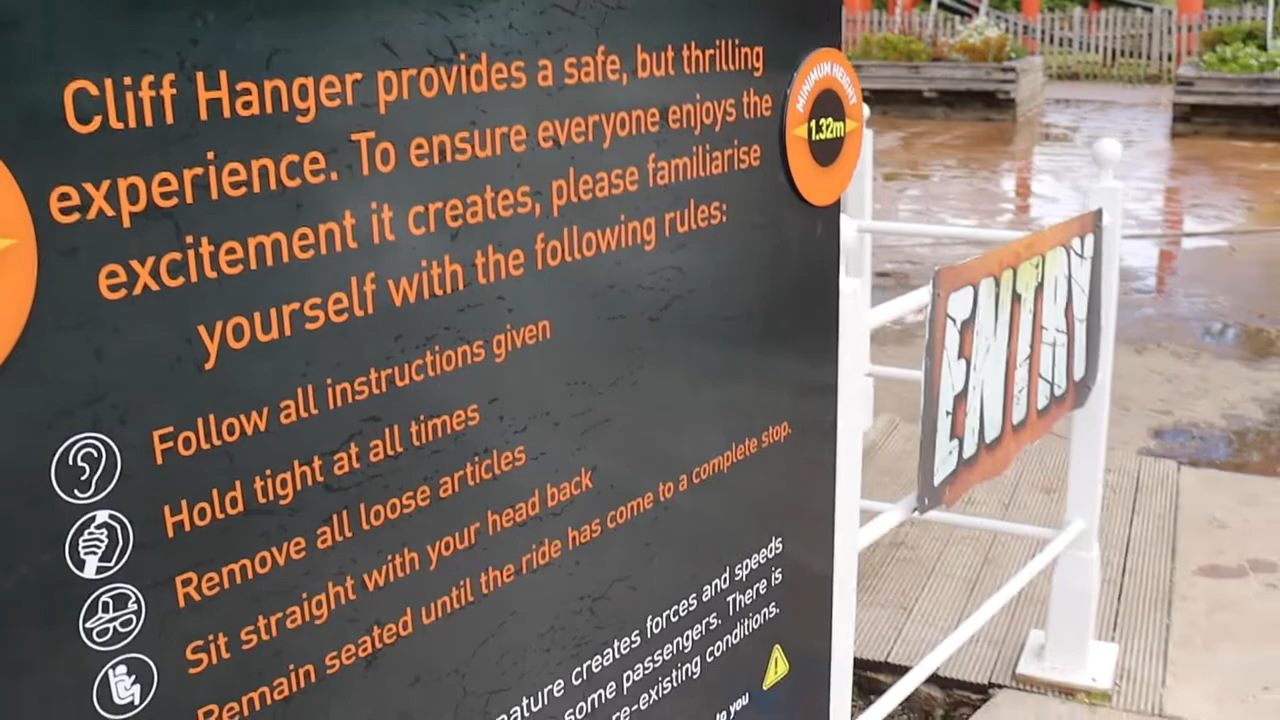 Cliff Hanger provides a safe, but thrilling
experience. To ensure everyone enjoys the
excitement it creates, please familiarise
yourself with the following rules:
MINIMUM HEIGHT
1.32m
ENTRY
Follow all instructions given
Hold tight at all times
Remove all loose articles
Sit straight with your head back
Remain seated until the ride has come to a complete stop.
creates forces and speeds
some passengers. There is
conditions.
to you